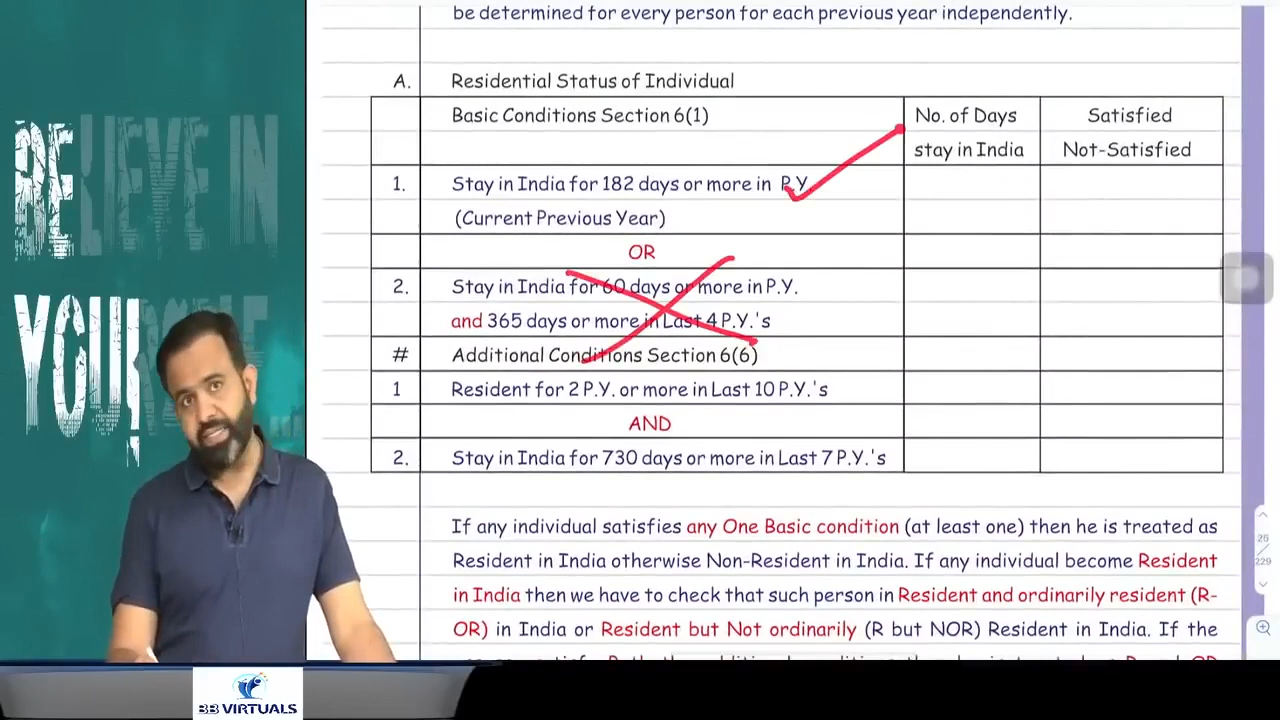 be determined for every person for each previous year independently.
A. Residential Status of Individual
Basic Conditions Section 6(1) No. of Days Satisfied
stay in India Not-Satisfied
1. Stay in India for 182 days or more in P.Y.
(Current Previous Year)
OR
2. Stay in India for 60 days or more in P.Y.
and 365 days or more in Last 4 P.Y.'s
# Additional Conditions Section 6(6)
1 Resident for 2 P.Y. or more in Last 10 P.Y.'s
AND
2. Stay in India for 730 days or more in Last 7 P.Y.'s
If any individual satisfies any One Basic condition (at least one) then he is treated as
Resident in India otherwise Non-Resident in India. If any individual become Resident
in India then we have to check that such person in Resident and ordinarily resident (R-
OR) in India or Resident but Not ordinarily (R but NOR) Resident in India. If the
BELIEVE IN
YOU
25
229
BB VIRTUALS